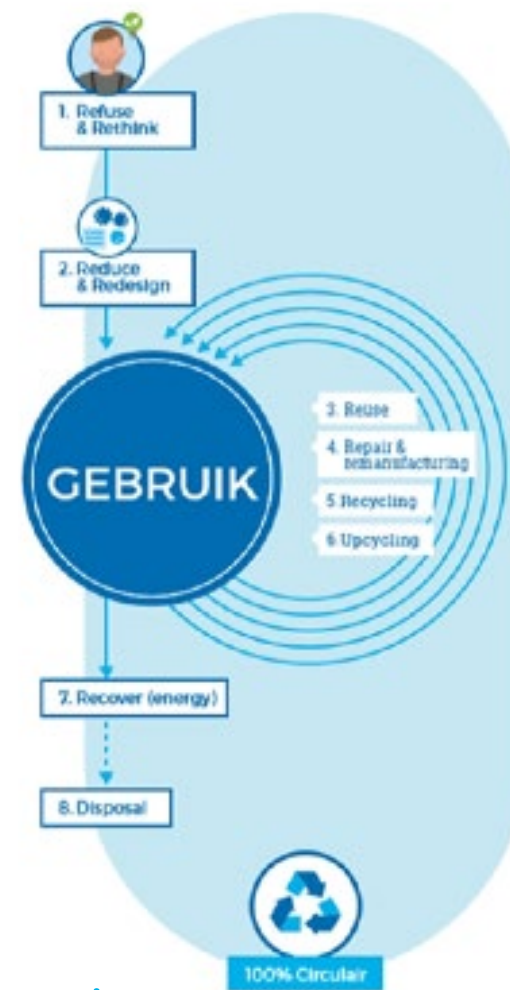 1. Refuse
& Rethink
2. Reduce
& Redesign
GEBRUIK
3. Reuse
4. Repair &
remanufacturing
5 Recycling
6 Upcycling
7. Recover (energy)
8. Disposal
100% Circulair